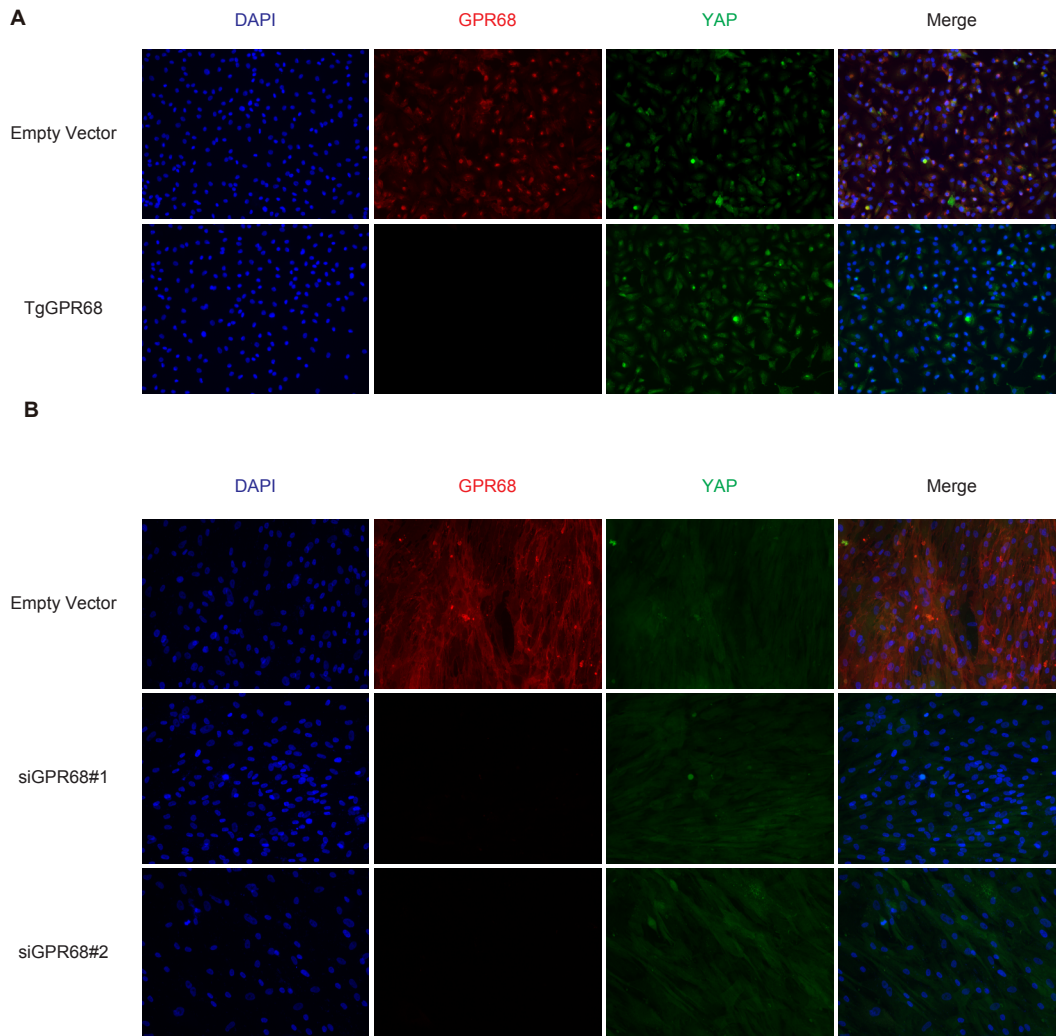 A
DAPI GPR68 YAP Merge
Empty Vector
TgGPR68
B
DAPI GPR68 YAP Merge
Empty Vector
siGPR68#1
siGPR68#2